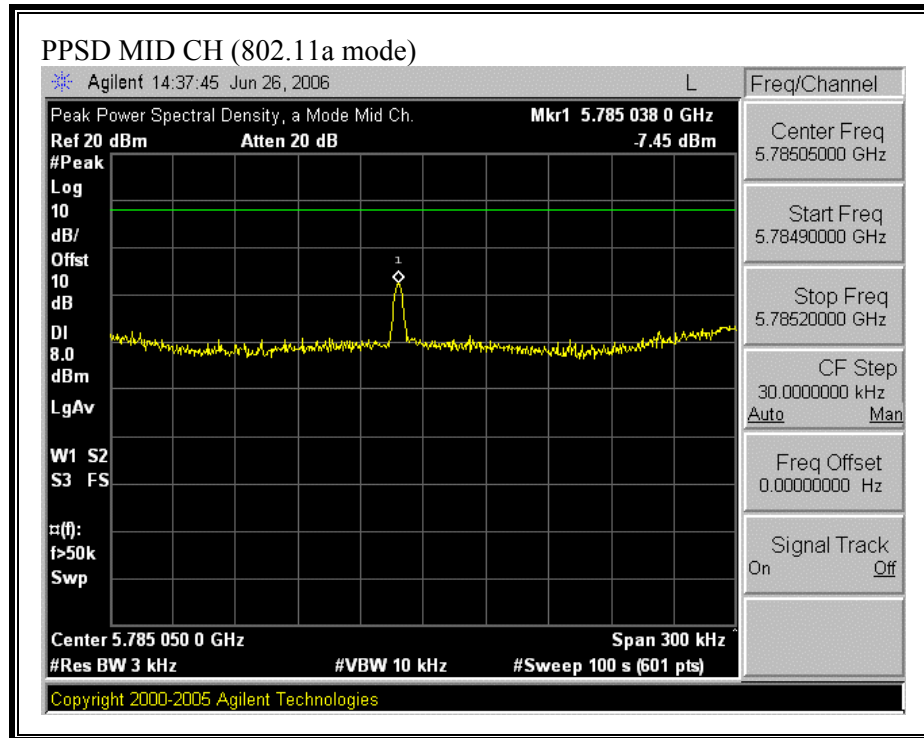 PPSD MID CH (802.11a mode)
Agilent 14:37:45 Jun 26, 2006 L
Peak Power Spectral Density, a Mode Mid Ch. Mkr1 5.785 038 0 GHz
Ref 20 dBm Atten 20 dB -7.45 dBm
#Peak
Log
10
dB/
Offst
10
dB
DI
8.0
dBm
LgAv
W1 S2
S3 FS
¤(f):
f>50k
Swp
1
Center 5.785 050 0 GHz Span 300 kHz
#Res BW 3 kHz #VBW 10 kHz #Sweep 100 s (601 pts)
Copyright 2000-2005 Agilent Technologies
Freq/Channel
Center Freq
5.78505000 GHz
Start Freq
5.78490000 GHz
Stop Freq
5.78520000 GHz
CF Step
30.0000000 kHz
Auto Man
Freq Offset
0.00000000 Hz
Signal Track
On Off